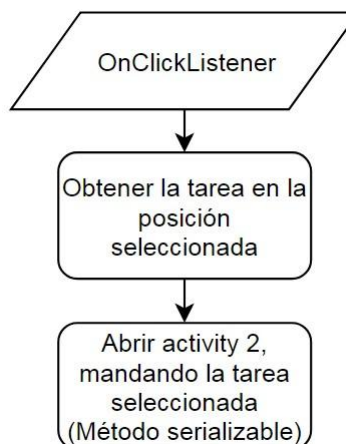 OnClickListener
Obtener la tarea en la
posición
seleccionada
Abrir activity 2,
mandando la tarea
seleccionada
(Método serializable)